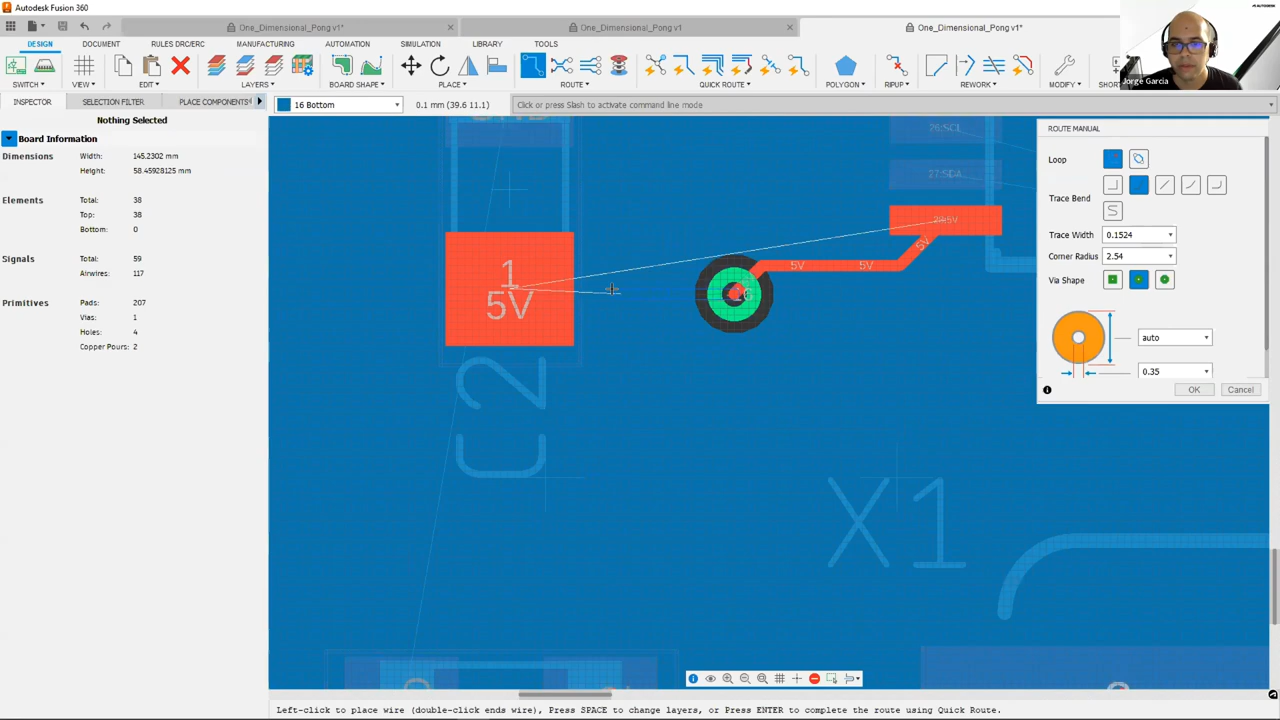 Autodesk Fusion 360
One_Dimensional_Pong v1*
One_Dimensional_Pong v1
One_Dimensional_Pong v1*
DESIGN DOCUMENT RULES DRC/ERC MANUFACTURING AUTOMATION SIMULATION LIBRARY TOOLS
SWITCH VIEW EDIT LAYERS BOARD SHAPE PLACE ROUTE QUICK ROUTE POLYGON RIPUP REWORK MODIFY
Jorge Garcia
INSPECTOR SELECTION FILTER PLACE COMPONENTS
16 Bottom
0.1 mm (39.6 11.1)
Click or press Slash to activate command line mode
Nothing Selected
Board Information
Dimensions Width: 145.2302 mm
Height: 58.45928125 mm
Elements Total: 38
Top: 38
Bottom: 0
Signals Total: 59
Airwires: 117
Primitives Pads: 207
Vias: 1
Holes: 4
Copper Pours: 2
26:SCL
27:SDA
28:5V
5V
5V 5V
1
5V
C2
X1
ROUTE MANUAL
Loop
Trace Bend
Trace Width 0.1524
Corner Radius 2.54
Via Shape
auto
0.35
OK Cancel
Left-click to place wire (double-click ends wire), Press SPACE to change layers, or Press ENTER to complete the route using Quick Route.